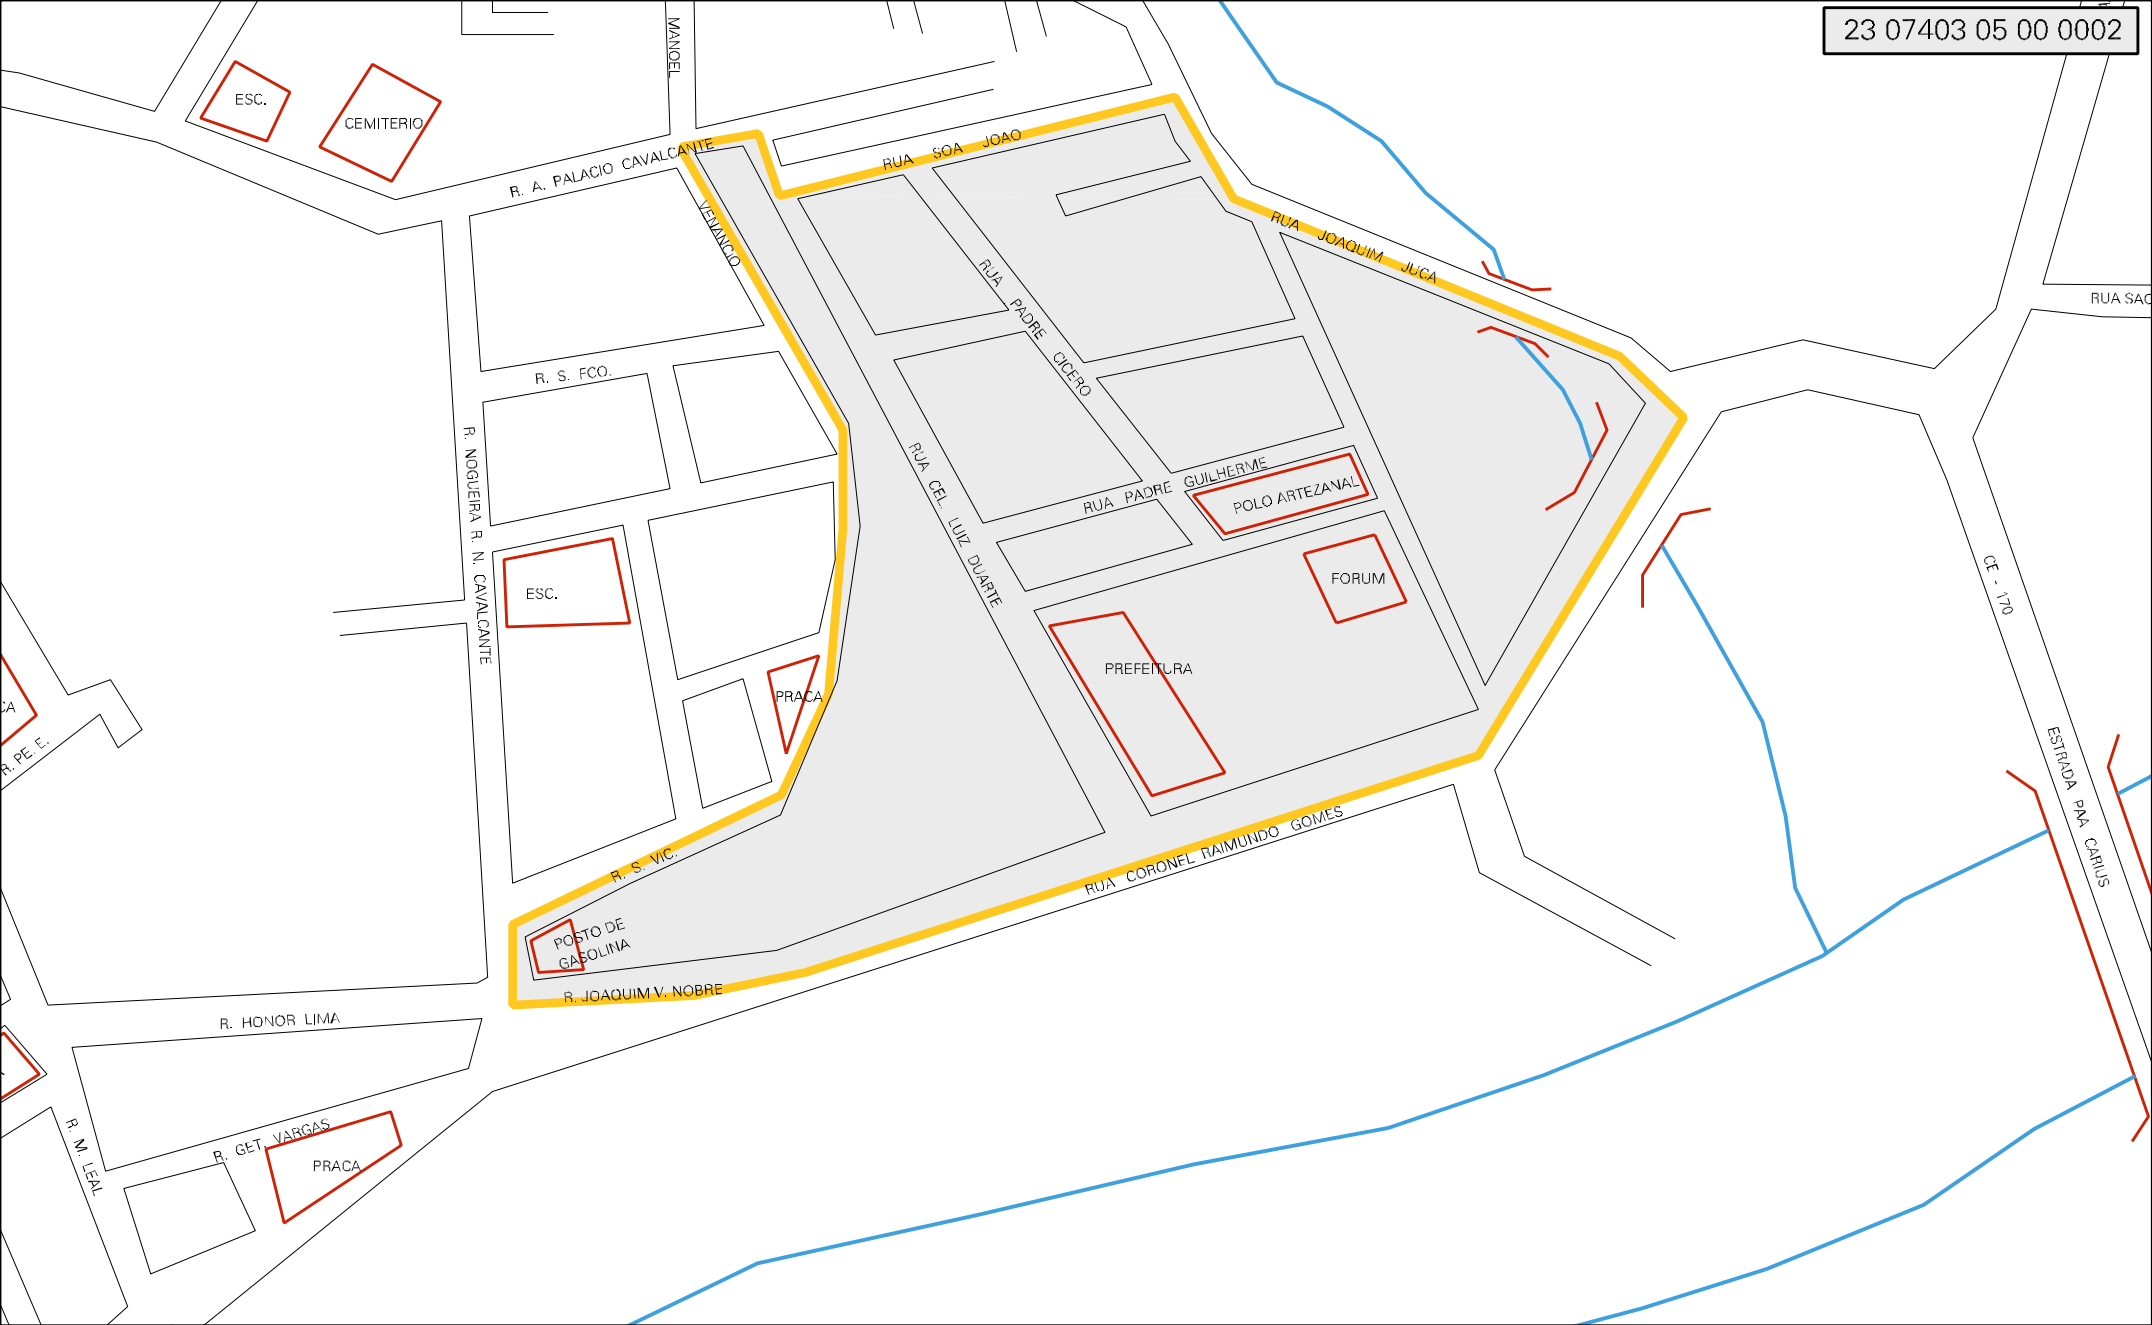 23 07403 05 00 0002
MANOEL
ESC.
CEMITERIO
R. A. PALACIO CAVALCANTE
RUA SOA JOAO
VENANCIO
RUA JOAQUIM JUCA
RUA PADRE CICERO
RUA SAC
R. S. FCO.
R. NOGUEIRA R. N. CAVALCANTE
RUA CEL. LUIZ DUARTE
RUA PADRE GUILHERME
POLO ARTEZANAL
FORUM
ESC.
CE - 170
PREFEITURA
PRACA
CA
R. PE. E.
ESTRADA PAA CARIUS
R. S. VIC.
RUA CORONEL RAIMUNDO GOMES
POSTO DE
GASOLINA
R. JOAQUIM V. NOBRE
R. HONOR LIMA
R. M. LEAL
R. GET. VARGAS
PRACA